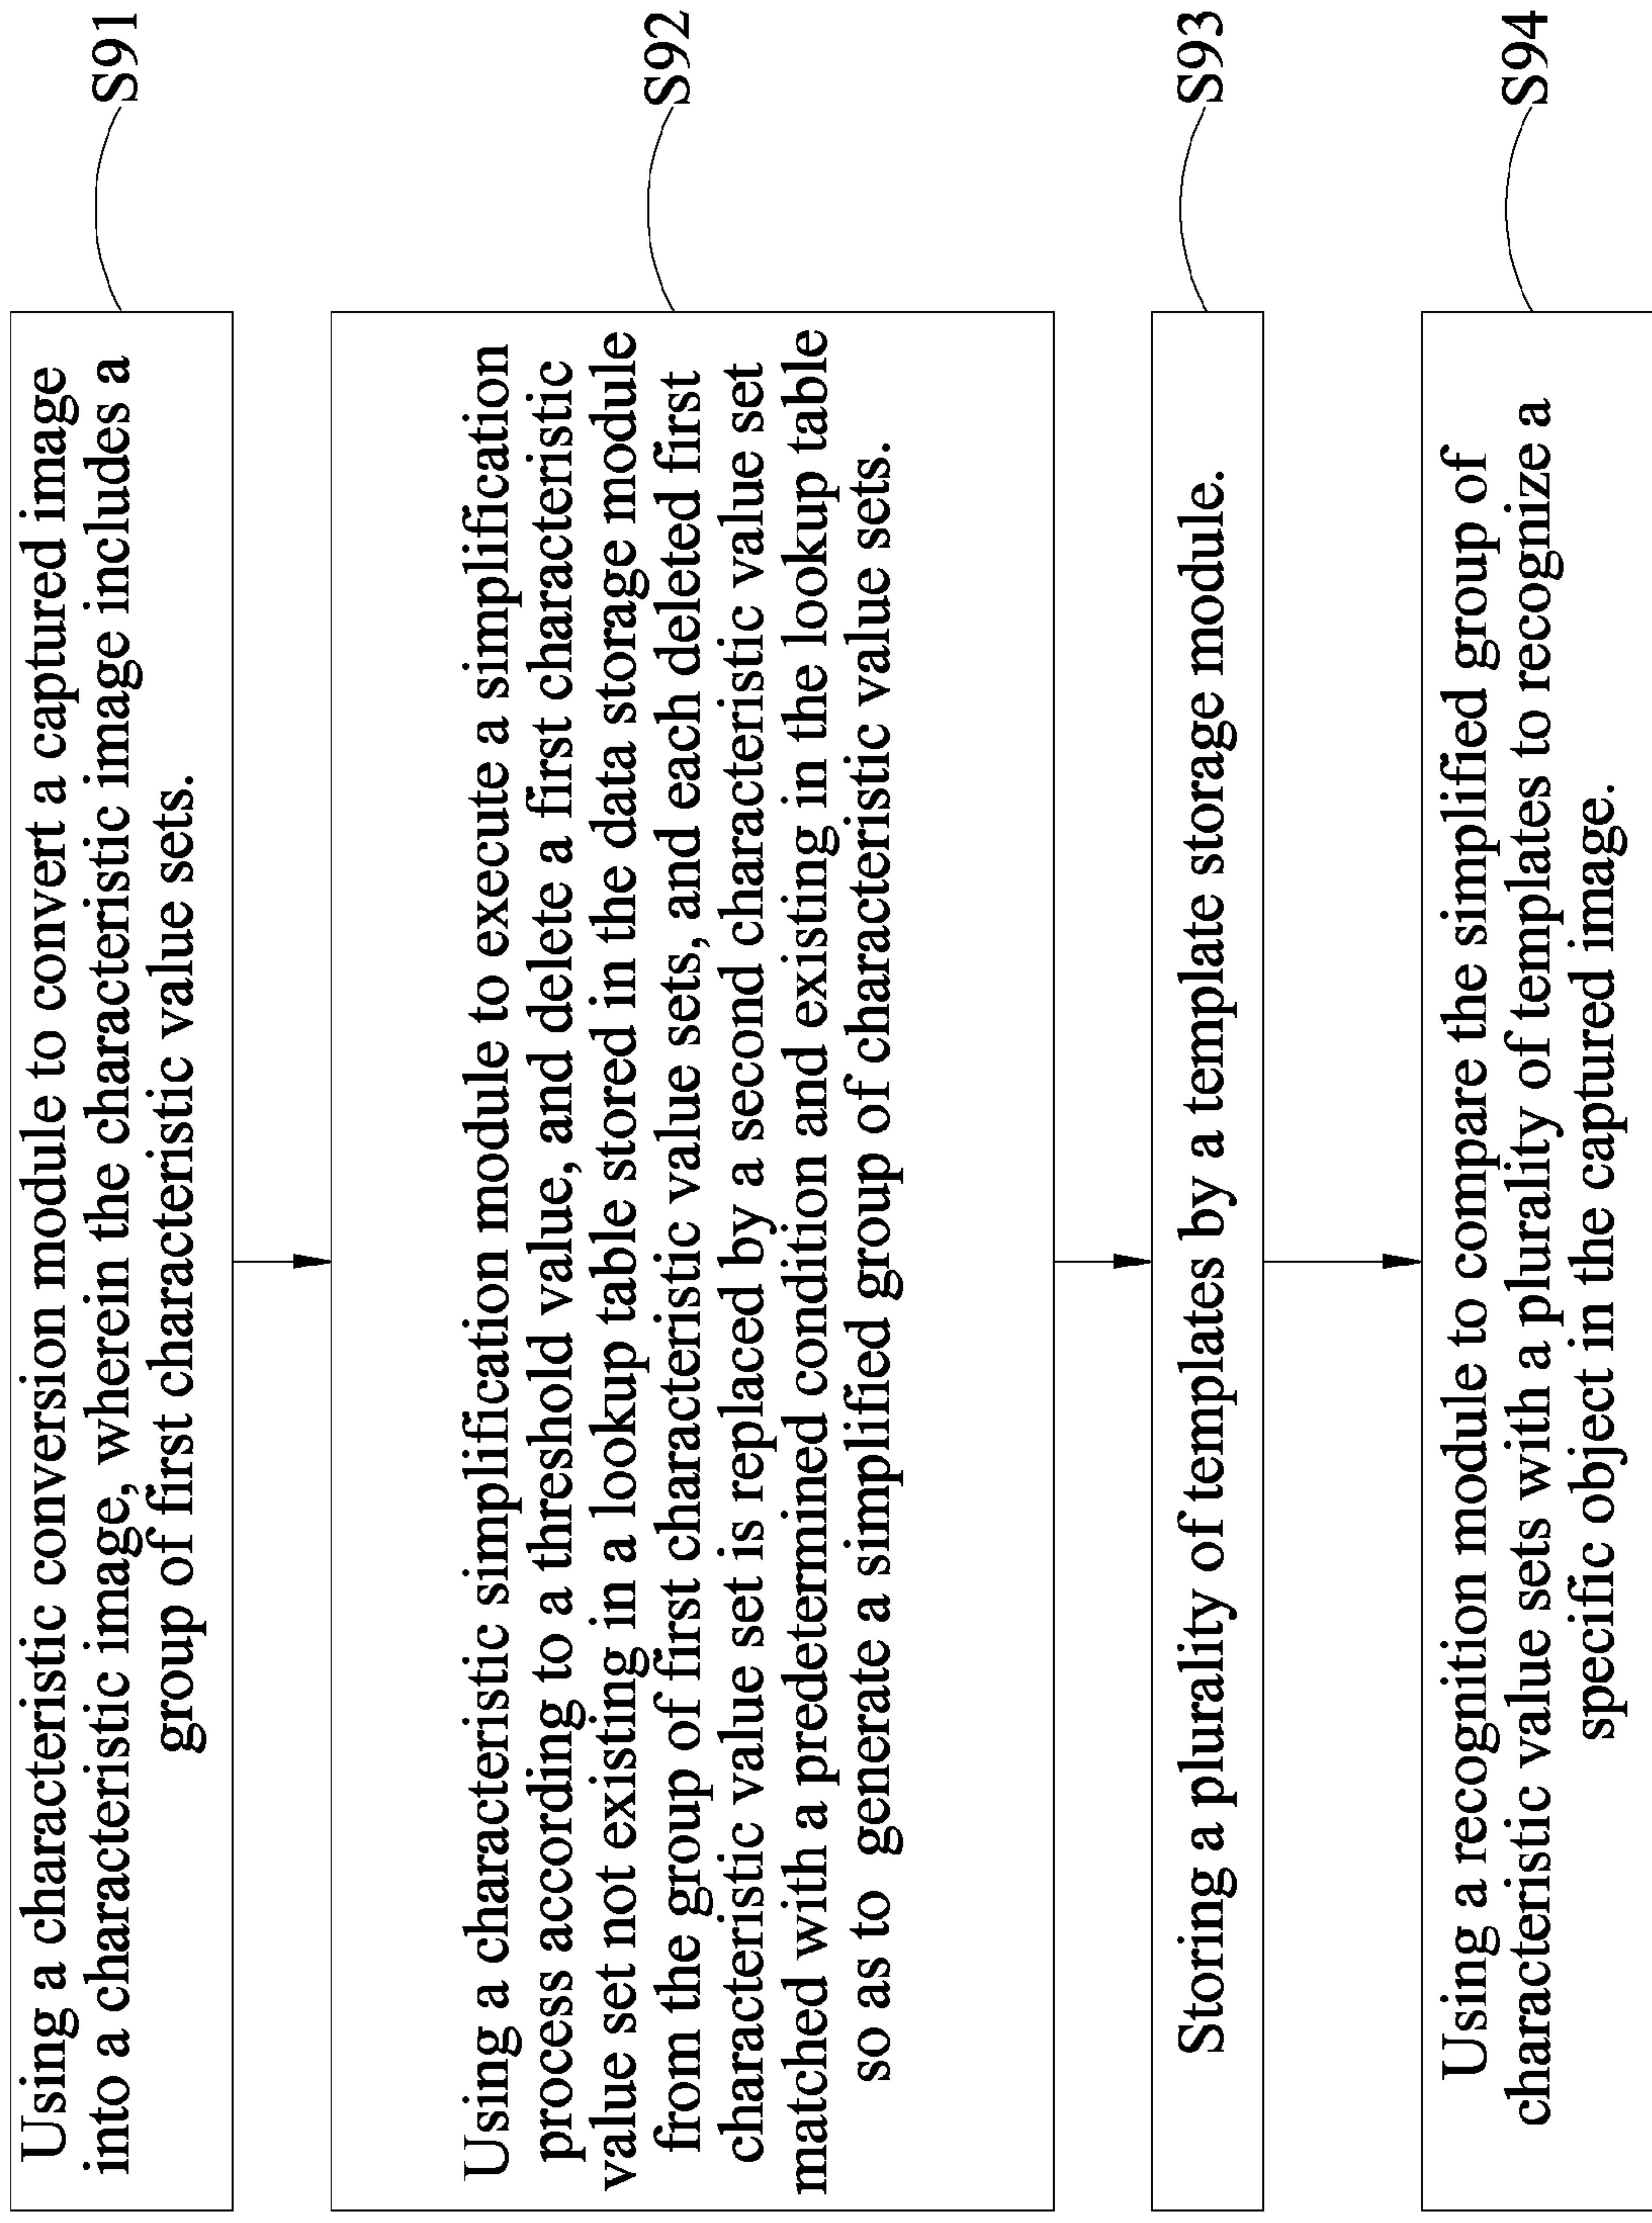 Using a characteristic conversion module to convert a captured image
into a characteristic image, wherein the characteristic image includes a
group of first characteristic value sets.
S91
Using a characteristic simplification module to execute a simplification
process according to a threshold value, and delete a first characteristic
value set not existing in a lookup table stored in the data storage module
from the group of first characteristic value sets, and each deleted first
characteristic value set is replaced by a second characteristic value set
matched with a predetermined condition and existing in the lookup table
so as to generate a simplified group of characteristic value sets.
S92
Storing a plurality of templates by a template storage module.
S93
Using a recognition module to compare the simplified group of
characteristic value sets with a plurality of templates to recognize a
specific object in the captured image.
S94